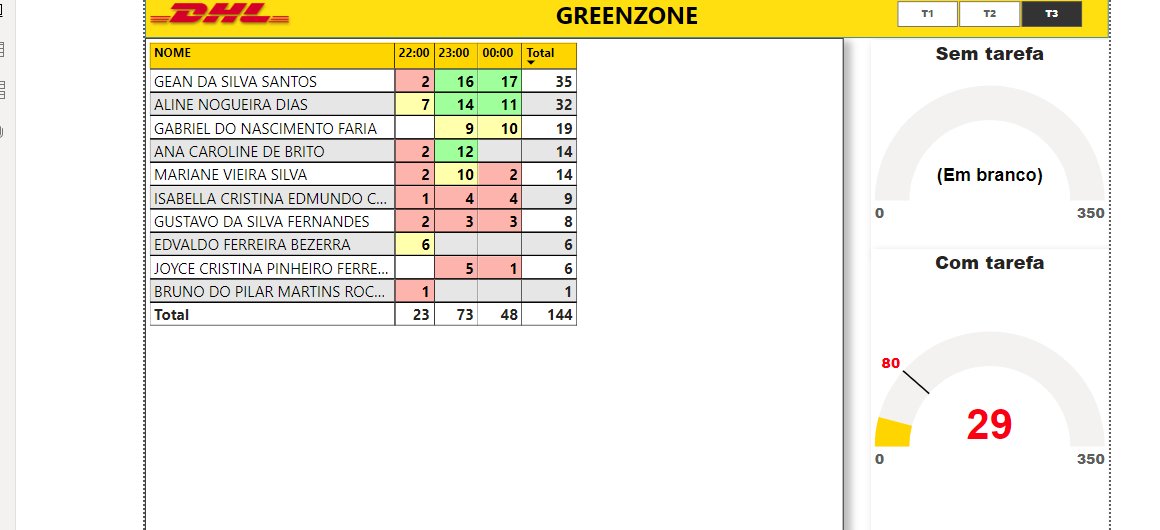 DHL
GREENZONE
T1 T2 T3
NOME 22:00 23:00 00:00 Total
GEAN DA SILVA SANTOS 2 16 17 35
ALINE NOGUEIRA DIAS 7 14 11 32
GABRIEL DO NASCIMENTO FARIA 9 10 19
ANA CAROLINE DE BRITO 2 12 14
MARIANE VIEIRA SILVA 2 10 2 14
ISABELLA CRISTINA EDMUNDO C... 1 4 4 9
GUSTAVO DA SILVA FERNANDES 2 3 3 8
EDVALDO FERREIRA BEZERRA 6 6
JOYCE CRISTINA PINHEIRO FERRE... 5 1 6
BRUNO DO PILAR MARTINS ROC... 1 1
Total 23 73 48 144
Sem tarefa
(Em branco)
0 350
Com tarefa
80
29
0 350